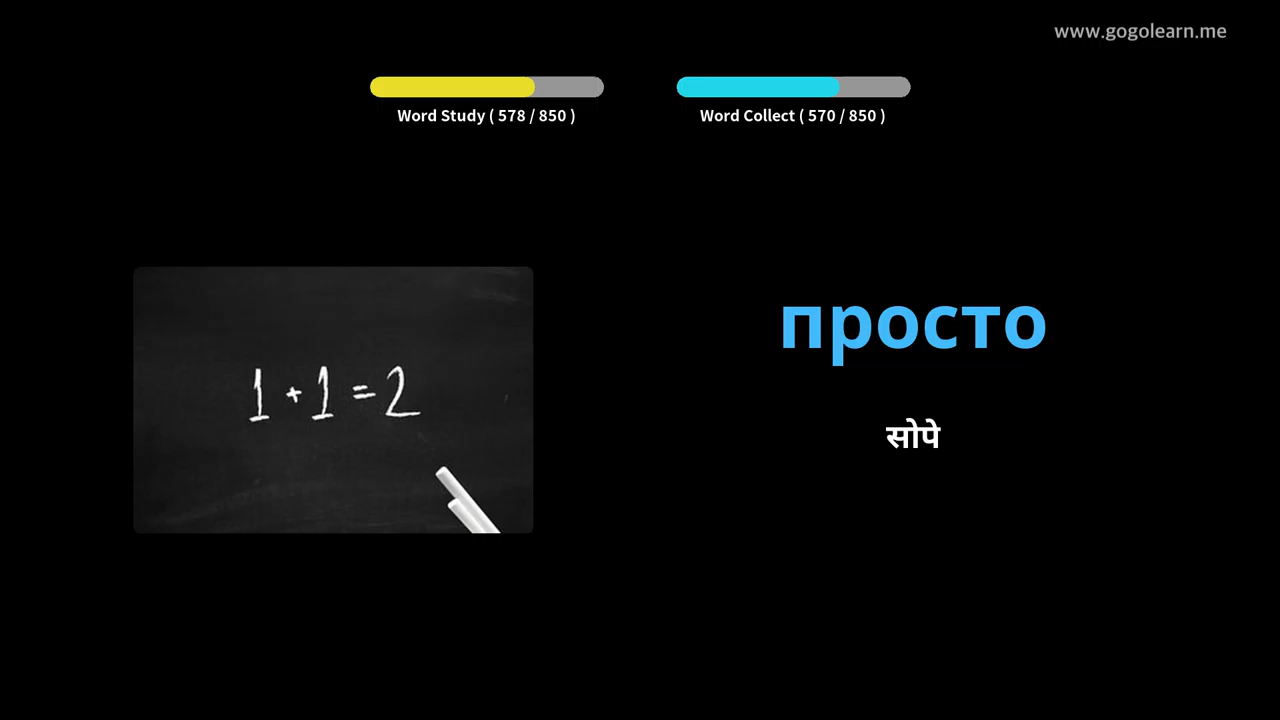 www.gogolearn.me
Word Study ( 578 / 850 )
Word Collect ( 570 / 850 )
1 + 1 = 2
просто
सोपे